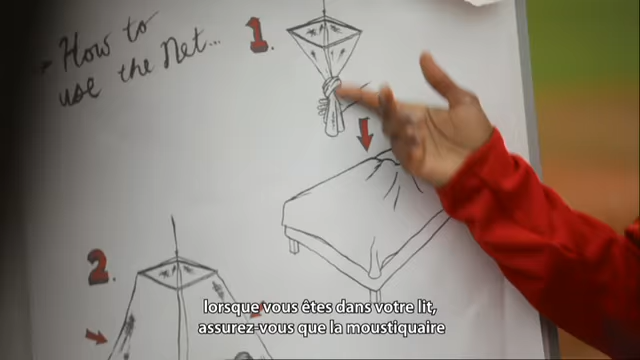 How to
use the Net...
1.
2.
lorsque vous êtes dans votre lit,
assurez-vous que la moustiquaire